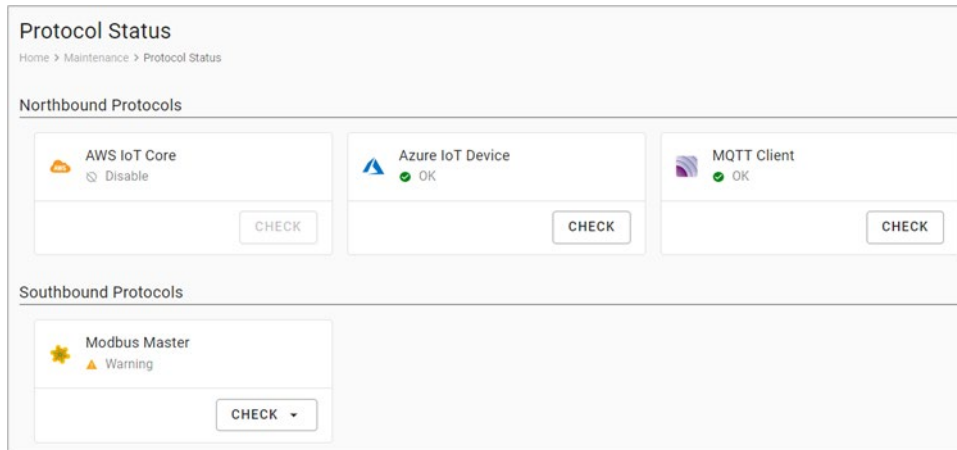 Protocol Status
Home > Maintenance > Protocol Status
Northbound Protocols
AWS IoT Core
Disable
CHECK
Azure IoT Device
OK
CHECK
MQTT Client
OK
CHECK
Southbound Protocols
Modbus Master
Warning
CHECK